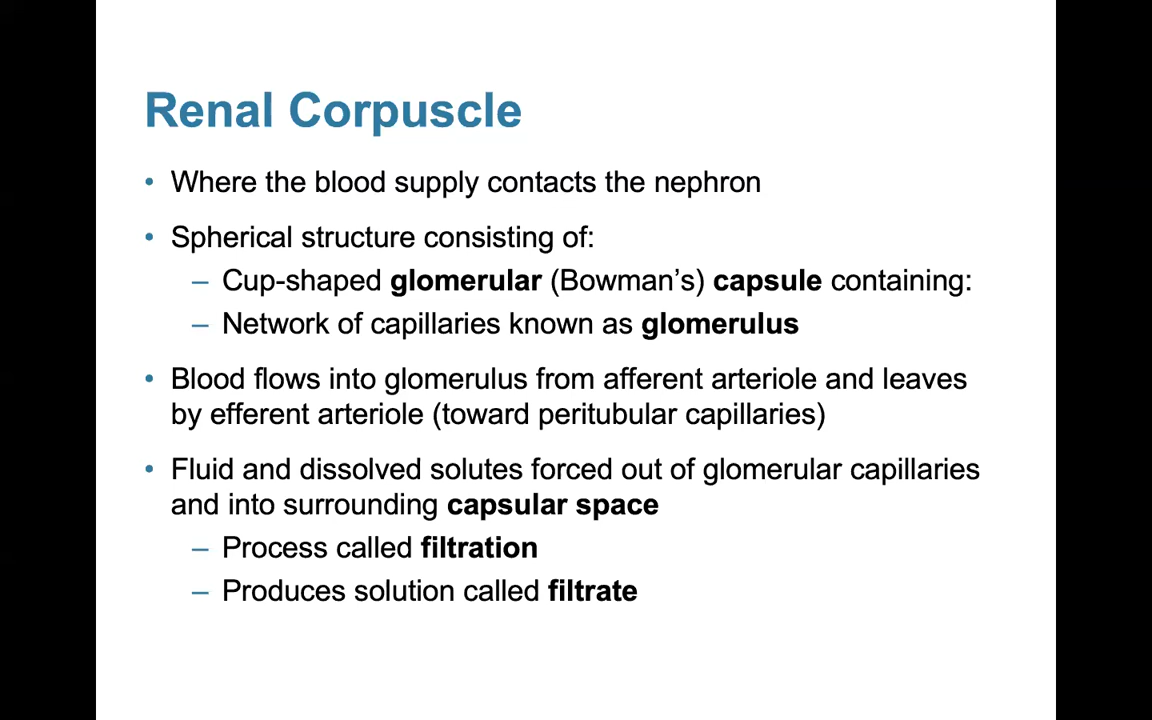 Renal Corpuscle
• Where the blood supply contacts the nephron
• Spherical structure consisting of:
– Cup-shaped glomerular (Bowman’s) capsule containing:
– Network of capillaries known as glomerulus
• Blood flows into glomerulus from afferent arteriole and leaves
by efferent arteriole (toward peritubular capillaries)
• Fluid and dissolved solutes forced out of glomerular capillaries
and into surrounding capsular space
– Process called filtration
– Produces solution called filtrate